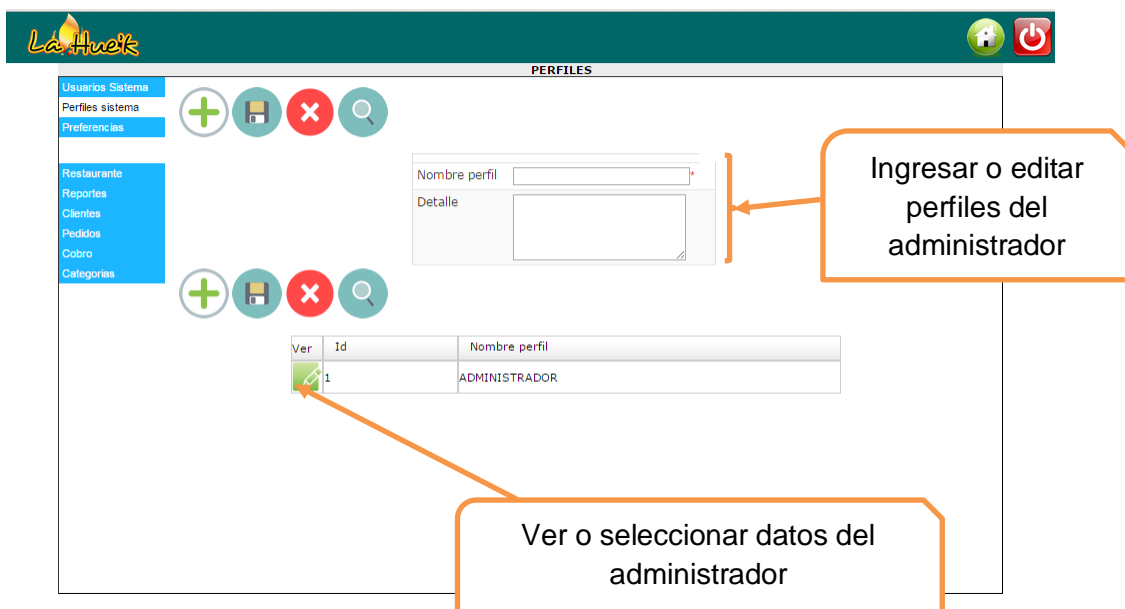 La Hueik
PERFILES
Usuarios Sistema
Perfiles sistema
Preferencias
Restaurante
Reportes
Clientes
Pedidos
Cobro
Categorias
Nombre perfil *
Detalle
Ingresar o editar
perfiles del
administrador
Ver Id Nombre perfil
1 ADMINISTRADOR
Ver o seleccionar datos del
administrador